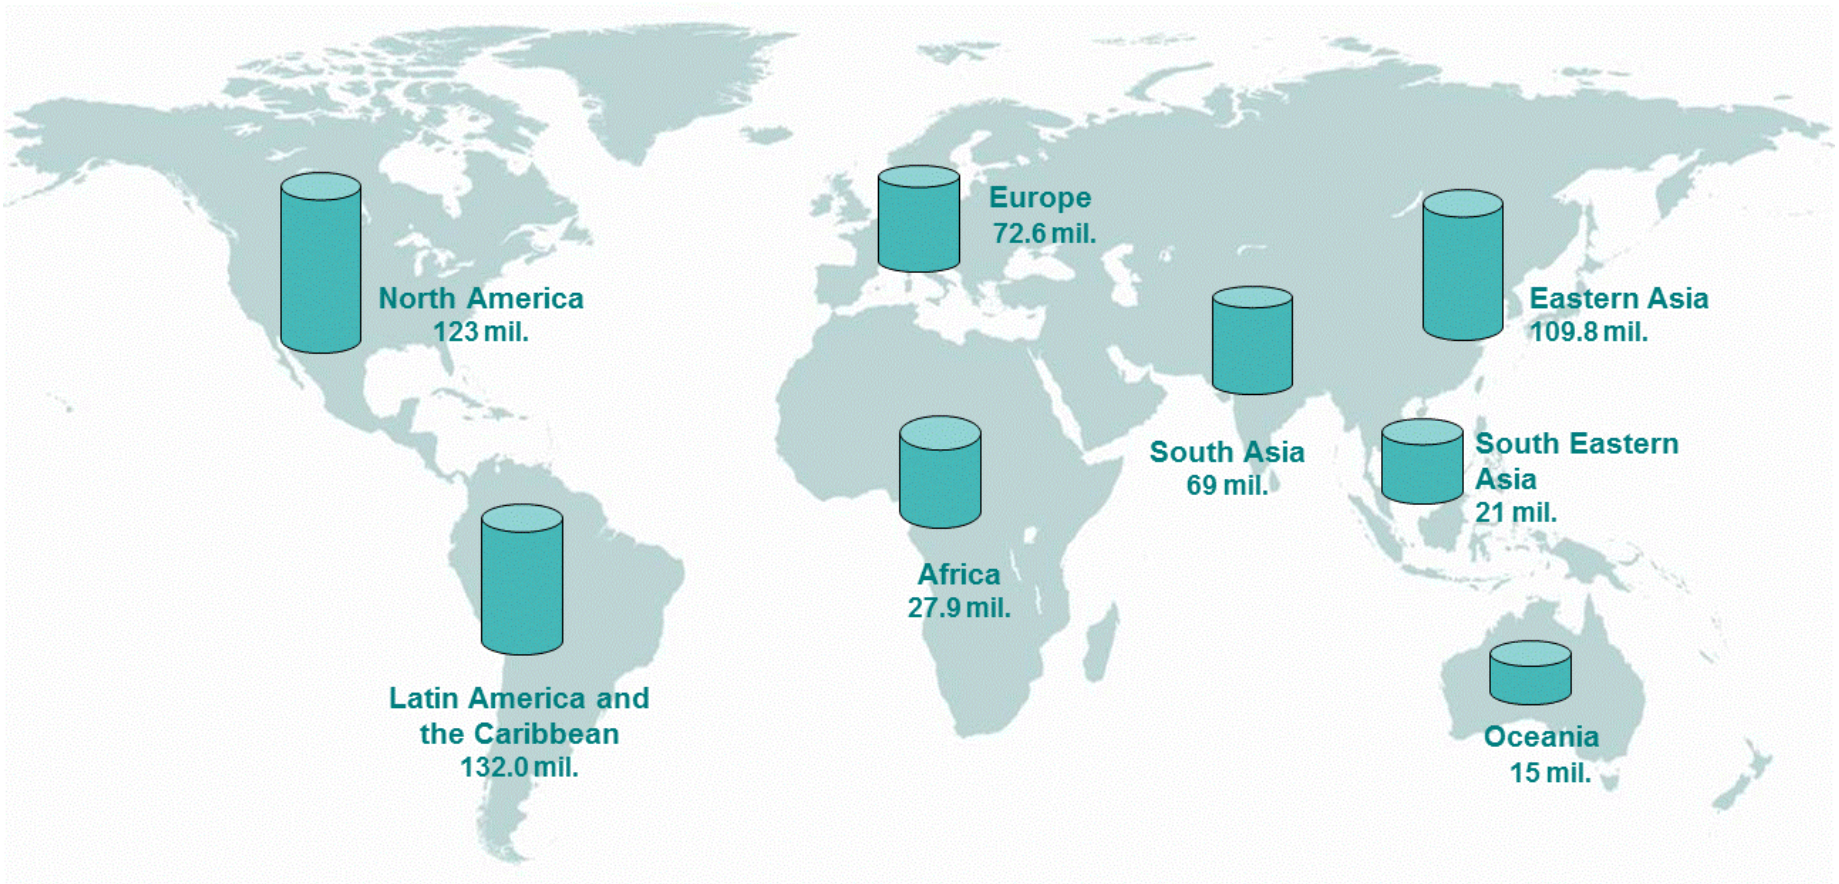 Europe
72.6 mil.
North America
123 mil.
Eastern Asia
109.8 mil.
South Asia
69 mil.
South Eastern
Asia
21 mil.
Africa
27.9 mil.
Latin America and
the Caribbean
132.0 mil.
Oceania
15 mil.